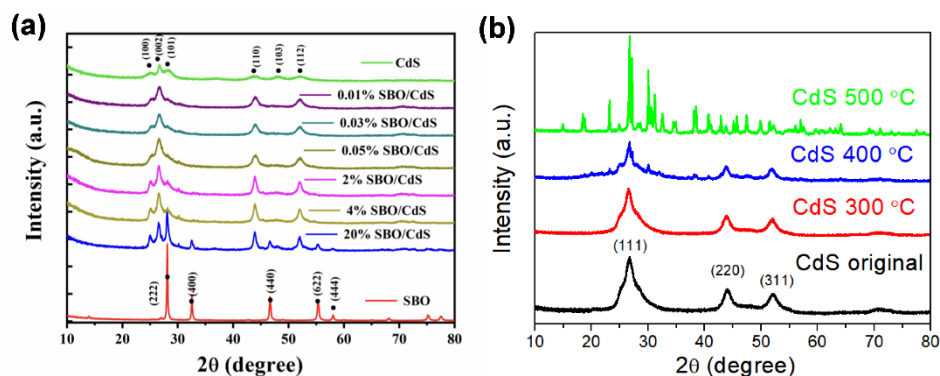 (a)
(100)
(002)
(101)
(110)
(103)
(112)
CdS
0.01% SBO/CdS
0.03% SBO/CdS
0.05% SBO/CdS
2% SBO/CdS
4% SBO/CdS
20% SBO/CdS
(222)
(400)
(440)
(622)
(444)
SBO
Intensity (a.u.)
10 20 30 40 50 60 70 80
2θ (degree)
(b)
CdS 500 °C
CdS 400 °C
CdS 300 °C
(111)
(220)
(311)
CdS original
Intensity (a.u.)
10 20 30 40 50 60 70 80
2θ (degree)